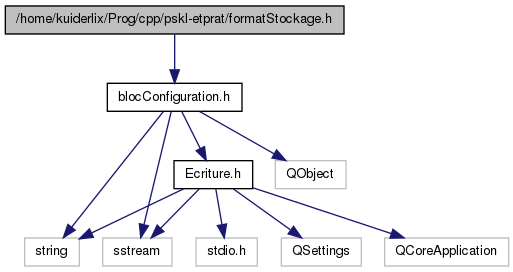 /home/kuiderlix/Prog/cpp/pskl-etprat/formatStockage.h
blocConfiguration.h
Ecriture.h
QObject
string
sstream
stdio.h
QSettings
QCoreApplication